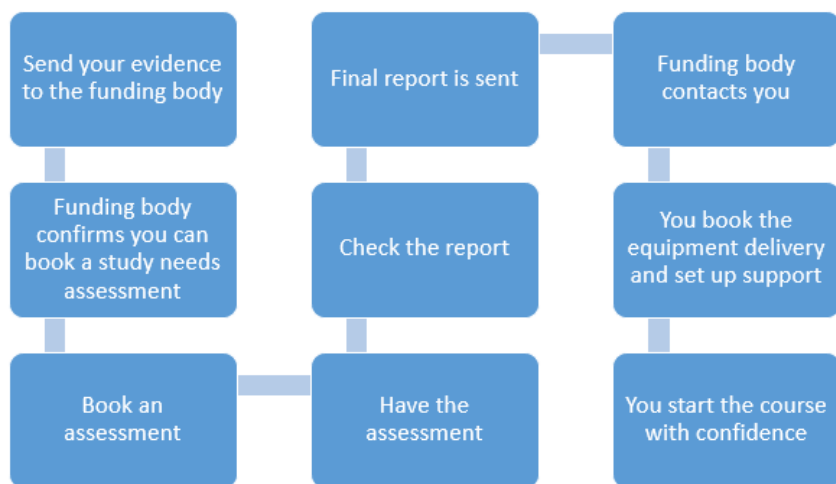 Send your evidence
to the funding body
Funding body
confirms you can
book a study needs
assessment
Book an
assessment
Have the
assessment
Check the report
Final report is sent
Funding body
contacts you
You book the
equipment delivery
and set up support
You start the course
with confidence